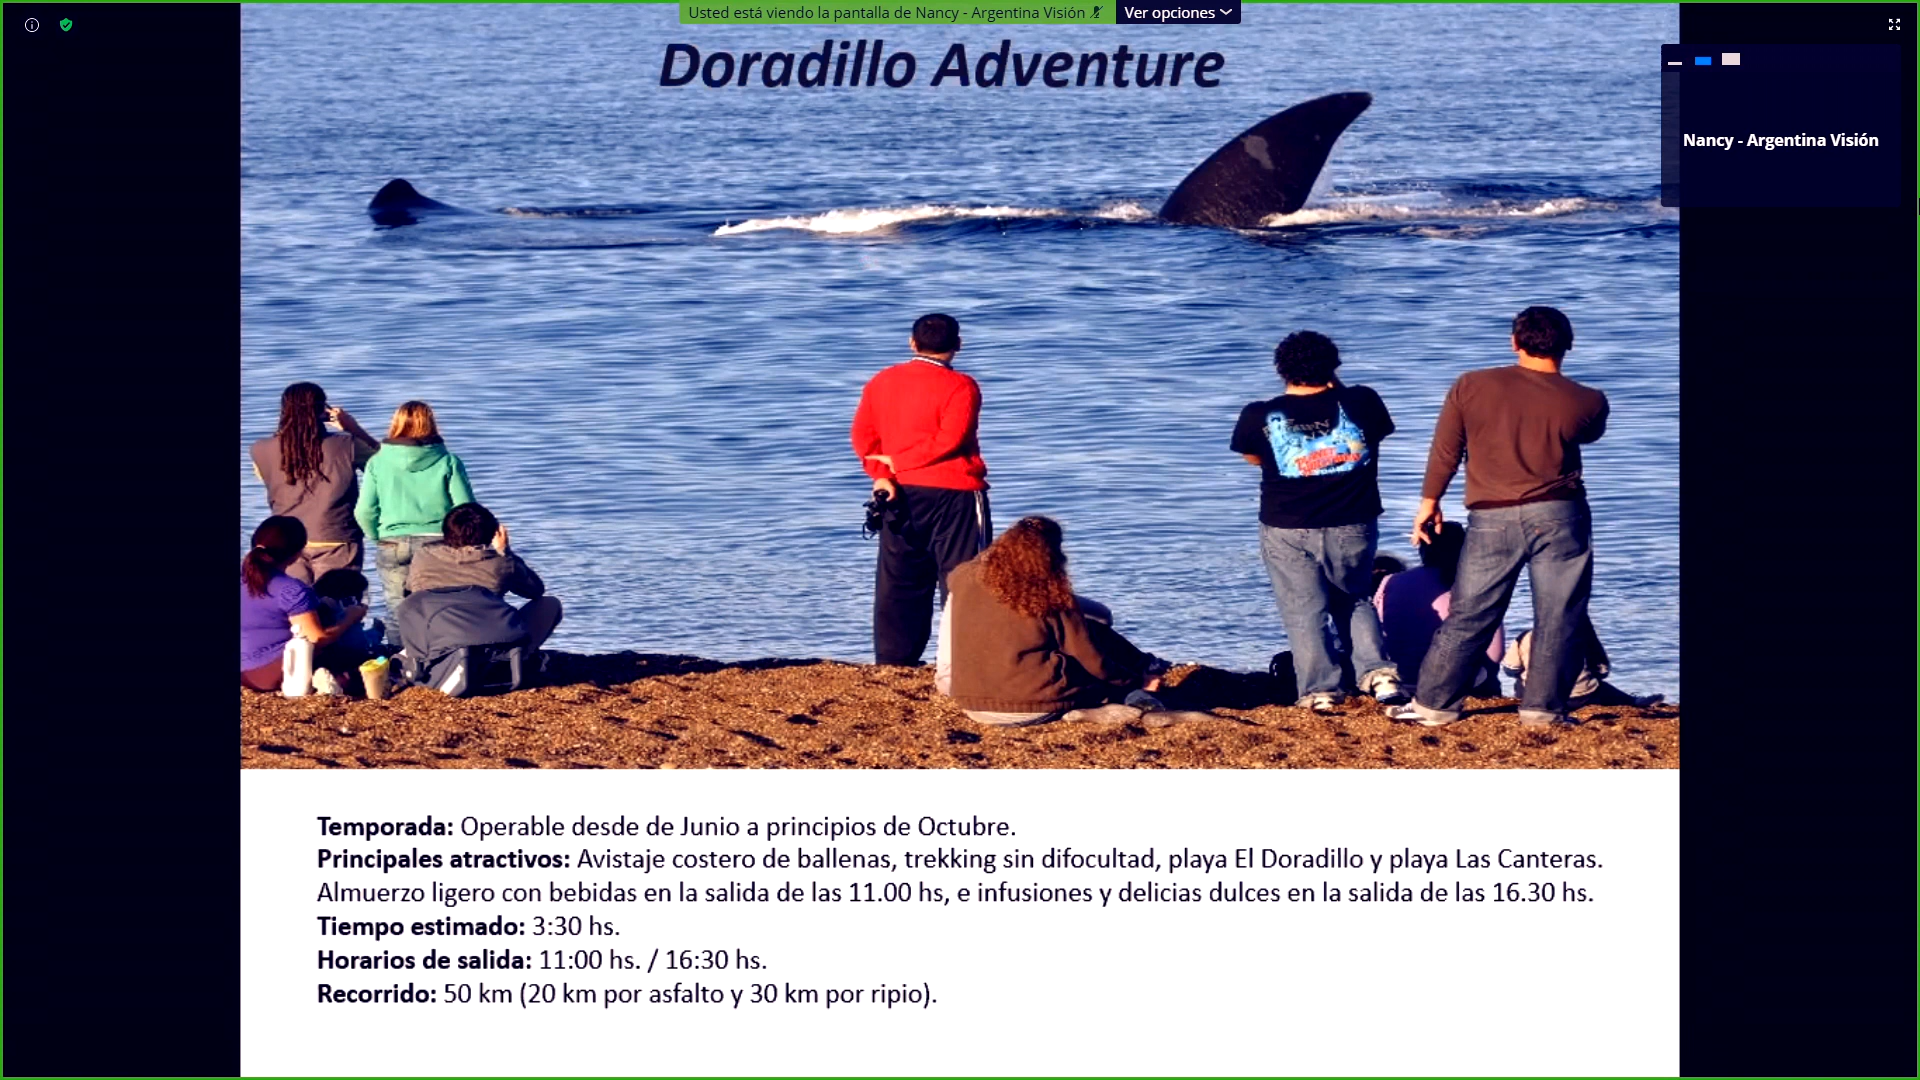 Usted está viendo la pantalla de Nancy - Argentina Visión
Ver opciones
Doradillo Adventure
Nancy - Argentina Visión
Temporada: Operable desde de Junio a principios de Octubre.
Principales atractivos: Avistaje costero de ballenas, trekking sin difocultad, playa El Doradillo y playa Las Canteras.
Almuerzo ligero con bebidas en la salida de las 11.00 hs, e infusiones y delicias dulces en la salida de las 16.30 hs.
Tiempo estimado: 3:30 hs.
Horarios de salida: 11:00 hs. / 16:30 hs.
Recorrido: 50 km (20 km por asfalto y 30 km por ripio).